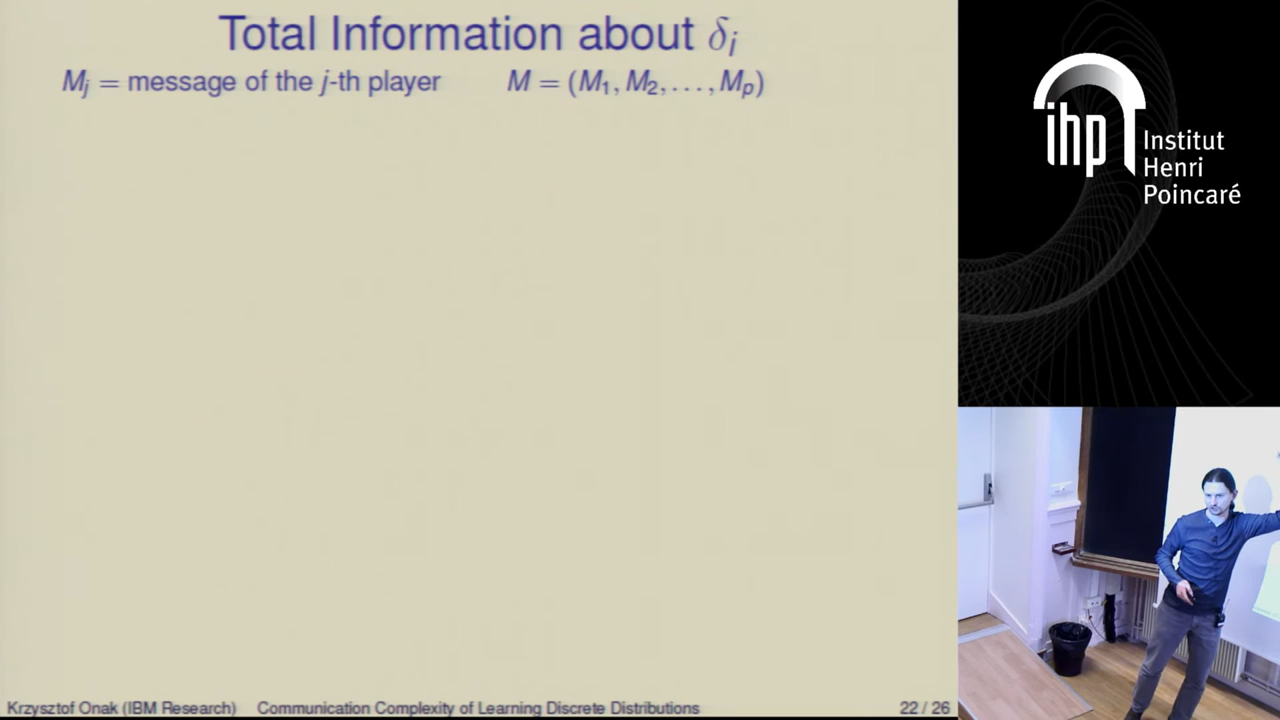 Total Information about δᵢ
Mⱼ = message of the j-th player M = (M₁, M₂, . . . , Mₚ)
Krzysztof Onak (IBM Research) Communication Complexity of Learning Discrete Distributions 22 / 26
ihp
Institut
Henri
Poincaré